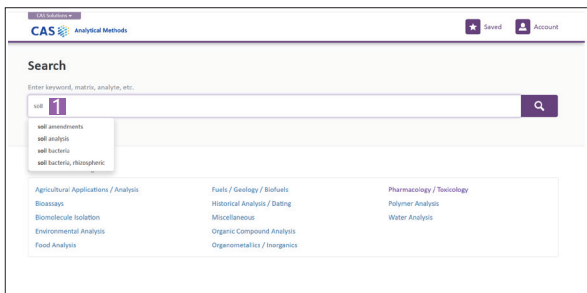 CAS Solutions
CAS Analytical Methods
Saved Account
Search
Enter keyword, matrix, analyte, etc.
soil 1
soil amendments
soil analysis
soil bacteria
soil bacteria, rhizospheric
Agricultural Applications / Analysis
Bioassays
Biomolecule Isolation
Environmental Analysis
Food Analysis
Fuels / Geology / Biofuels
Historical Analysis / Dating
Miscellaneous
Organic Compound Analysis
Organometallics / Inorganics
Pharmacology / Toxicology
Polymer Analysis
Water Analysis